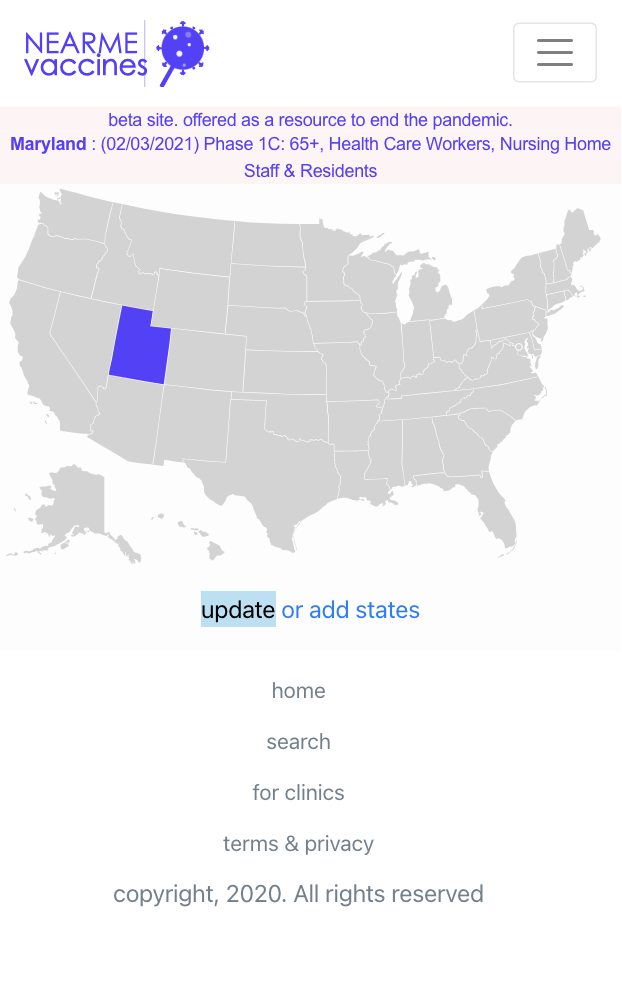 NEARME
vaccines
beta site. offered as a resource to end the pandemic.
Maryland : (02/03/2021) Phase 1C: 65+, Health Care Workers, Nursing Home
Staff & Residents
update or add states
home
search
for clinics
terms & privacy
copyright, 2020. All rights reserved